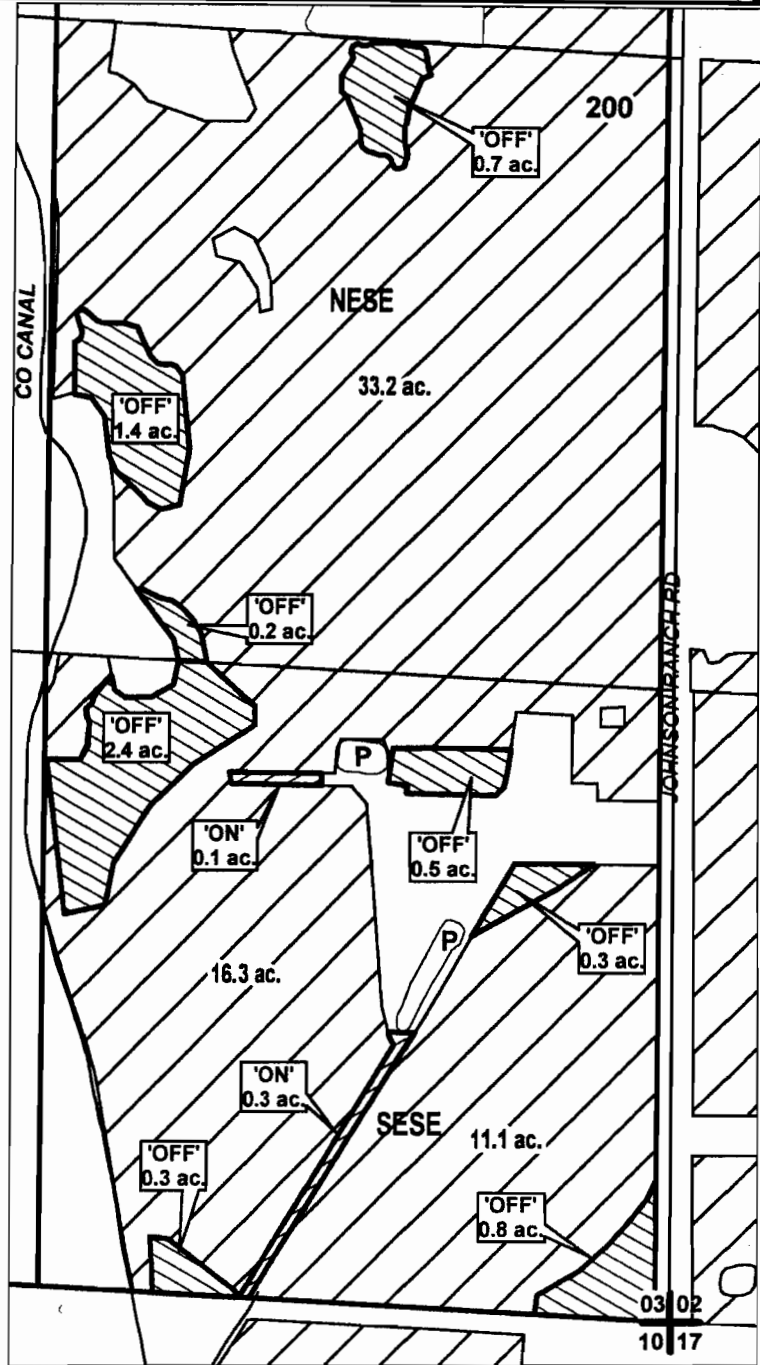 200
'OFF'
0.7 ac.
NESE
CO CANAL
33.2 ac.
'OFF'
1.4 ac.
'OFF'
0.2 ac.
JOHNSON RANCH RD
'OFF'
2.4 ac.
P
'ON'
0.1 ac.
'OFF'
0.5 ac.
P
'OFF'
0.3 ac.
16.3 ac.
'ON'
0.3 ac.
SESE
11.1 ac.
'OFF'
0.3 ac.
'OFF'
0.8 ac.
03 02
10 17